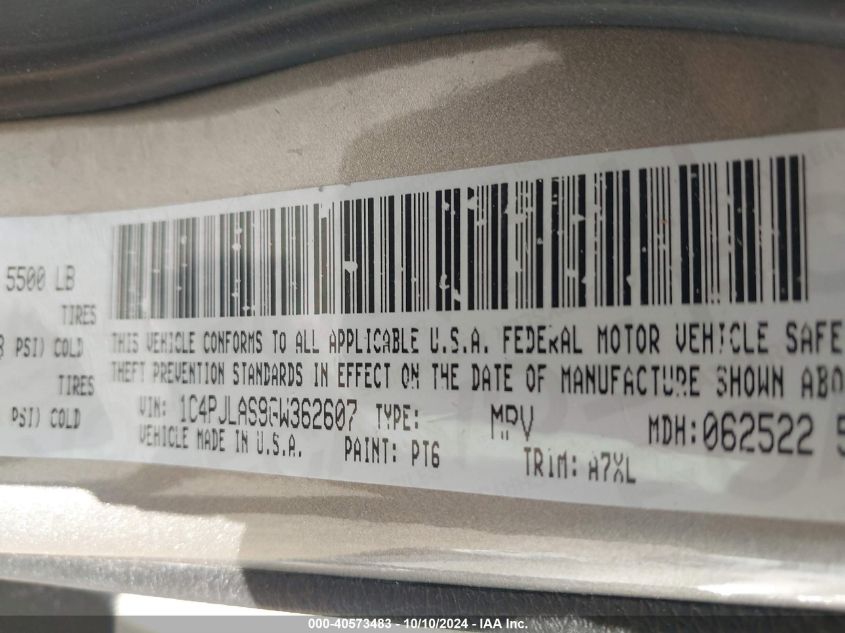 5500 LB
TIRES
PSI) COLD
TIRES
PSI) COLD
THIS VEHICLE CONFORMS TO ALL APPLICABLE U.S.A. FEDERAL MOTOR VEHICLE SAFE
THEFT PREVENTION STANDARDS IN EFFECT ON THE DATE OF MANUFACTURE SHOWN ABO
VIN: 1C4PJLAS9GW362607 TYPE: MPV MDH:062522 5
VEHICLE MADE IN U.S.A. PAINT: PT6 TRIM: A7XL
000-40573483 - 10/10/2024 - IAA Inc.